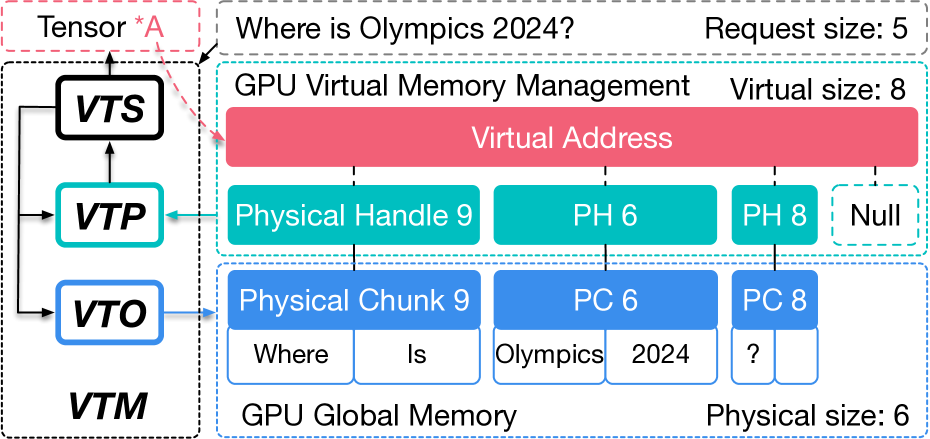 Tensor *A
Where is Olympics 2024? Request size: 5
VTS
VTP
VTO
VTM
GPU Virtual Memory Management Virtual size: 8
Virtual Address
Physical Handle 9 PH 6 PH 8 Null
Physical Chunk 9 PC 6 PC 8
Where Is Olympics 2024 ?
GPU Global Memory Physical size: 6